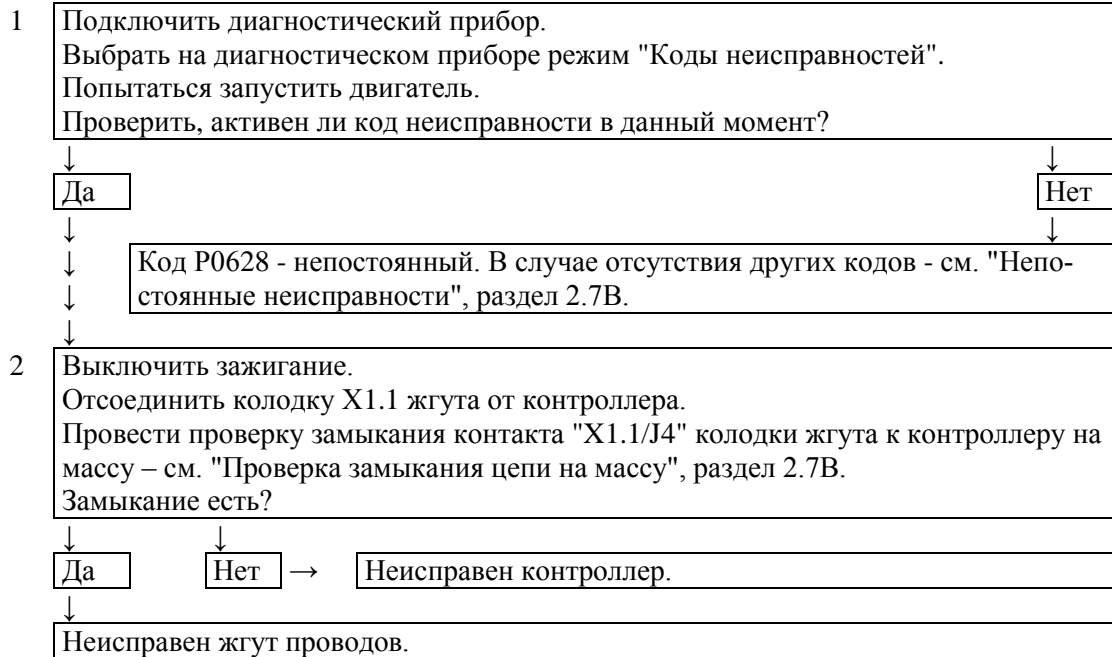 1 Подключить диагностический прибор.
Выбрать на диагностическом приборе режим "Коды неисправностей".
Попытаться запустить двигатель.
Проверить, активен ли код неисправности в данный момент?
↓ ↓
Да Нет
↓ ↓
↓ Код P0628 - непостоянный. В случае отсутствия других кодов - см. "Непо-
↓ стоянные неисправности", раздел 2.7В.
↓
2 Выключить зажигание.
Отсоединить колодку X1.1 жгута от контроллера.
Провести проверку замыкания контакта "X1.1/J4" колодки жгута к контроллеру на
массу – см. "Проверка замыкания цепи на массу", раздел 2.7В.
Замыкание есть?
↓ ↓
Да Нет → Неисправен контроллер.
↓
Неисправен жгут проводов.